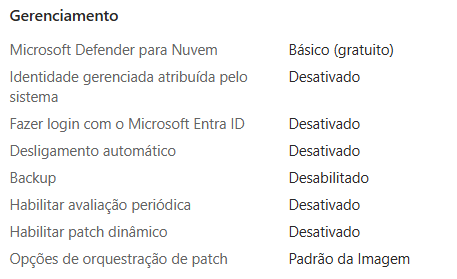 Gerenciamento
Microsoft Defender para Nuvem Básico (gratuito)
Identidade gerenciada atribuída pelo Desativado
sistema
Fazer login com o Microsoft Entra ID Desativado
Desligamento automático Desativado
Backup Desabilitado
Habilitar avaliação periódica Desativado
Habilitar patch dinâmico Desativado
Opções de orquestração de patch Padrão da Imagem